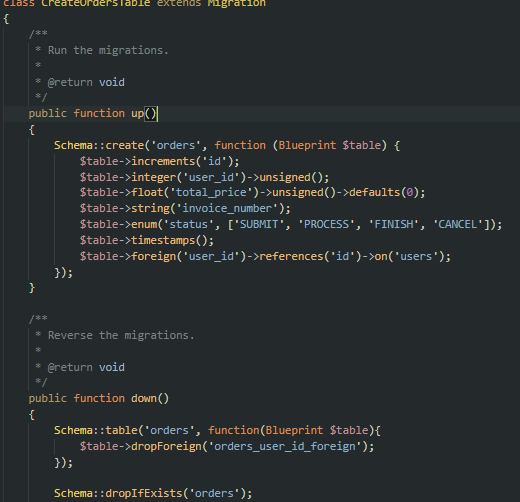 class CreateOrdersTable extends Migration
{
    /**
     * Run the migrations.
     *
     * @return void
     */
    public function up()
    {
        Schema::create('orders', function (Blueprint $table) {
            $table->increments('id');
            $table->integer('user_id')->unsigned();
            $table->float('total_price')->unsigned()->defaults(0);
            $table->string('invoice_number');
            $table->enum('status', ['SUBMIT', 'PROCESS', 'FINISH', 'CANCEL']);
            $table->timestamps();
            $table->foreign('user_id')->references('id')->on('users');
        });
    }

    /**
     * Reverse the migrations.
     *
     * @return void
     */
    public function down()
    {
        Schema::table('orders', function(Blueprint $table){
            $table->dropForeign('orders_user_id_foreign');
        });

        Schema::dropIfExists('orders');